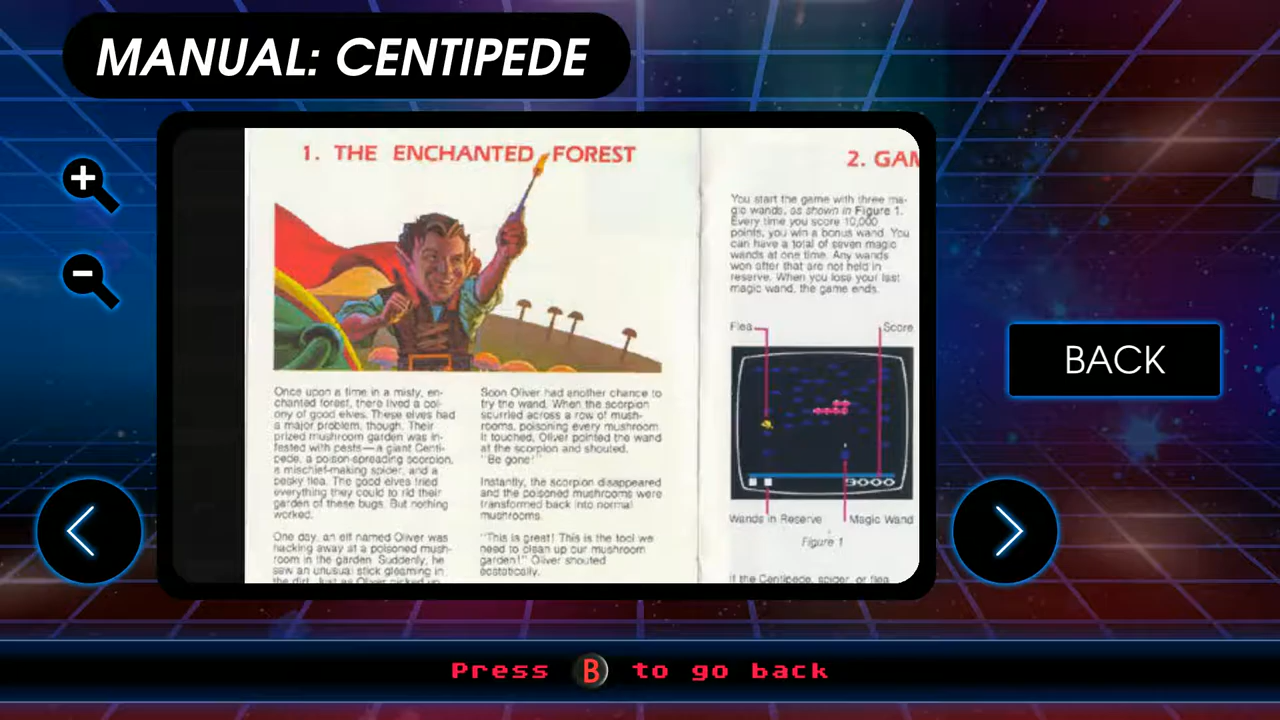 MANUAL: CENTIPEDE
1. THE ENCHANTED FOREST
Once upon a time in a misty, en-
chanted forest, there lived a col-
ony of good elves. These elves had
a major problem, though. Their
prized mushroom garden was in-
fested with pests—a giant Centi-
pede, a poison-spreading scorpion,
a mischief-making spider, and a
pesky flea. The good elves tried
everything they could to rid their
garden of these bugs. But nothing
worked.
One day, an elf named Oliver was
hacking away at a poisoned mush-
room in the garden. Suddenly, he
saw an unusual stick gleaming in
the dirt. Just as Oliver picked up
Soon Oliver had another chance to
try the wand. When the scorpion
scurried across a row of mush-
rooms, poisoning every mushroom
it touched, Oliver pointed the wand
at the scorpion and shouted,
"Be gone!"
Instantly, the scorpion disappeared
and the poisoned mushrooms were
transformed back into normal
mushrooms.
"This is great! This is the tool we
need to clean up our mushroom
garden!" Oliver shouted
ecstatically.
2. GAM
You start the game with three ma-
gic wands, as shown in Figure 1.
Every time you score 10,000
points, you win a bonus wand. You
can have a total of seven magic
wands at one time. Any wands
won after that are not held in
reserve. When you lose your last
magic wand, the game ends.
Flea
Score
9000
Wands in Reserve
Magic Wand
Figure 1
If the Centipede, spider, or flea
BACK
Press B to go back